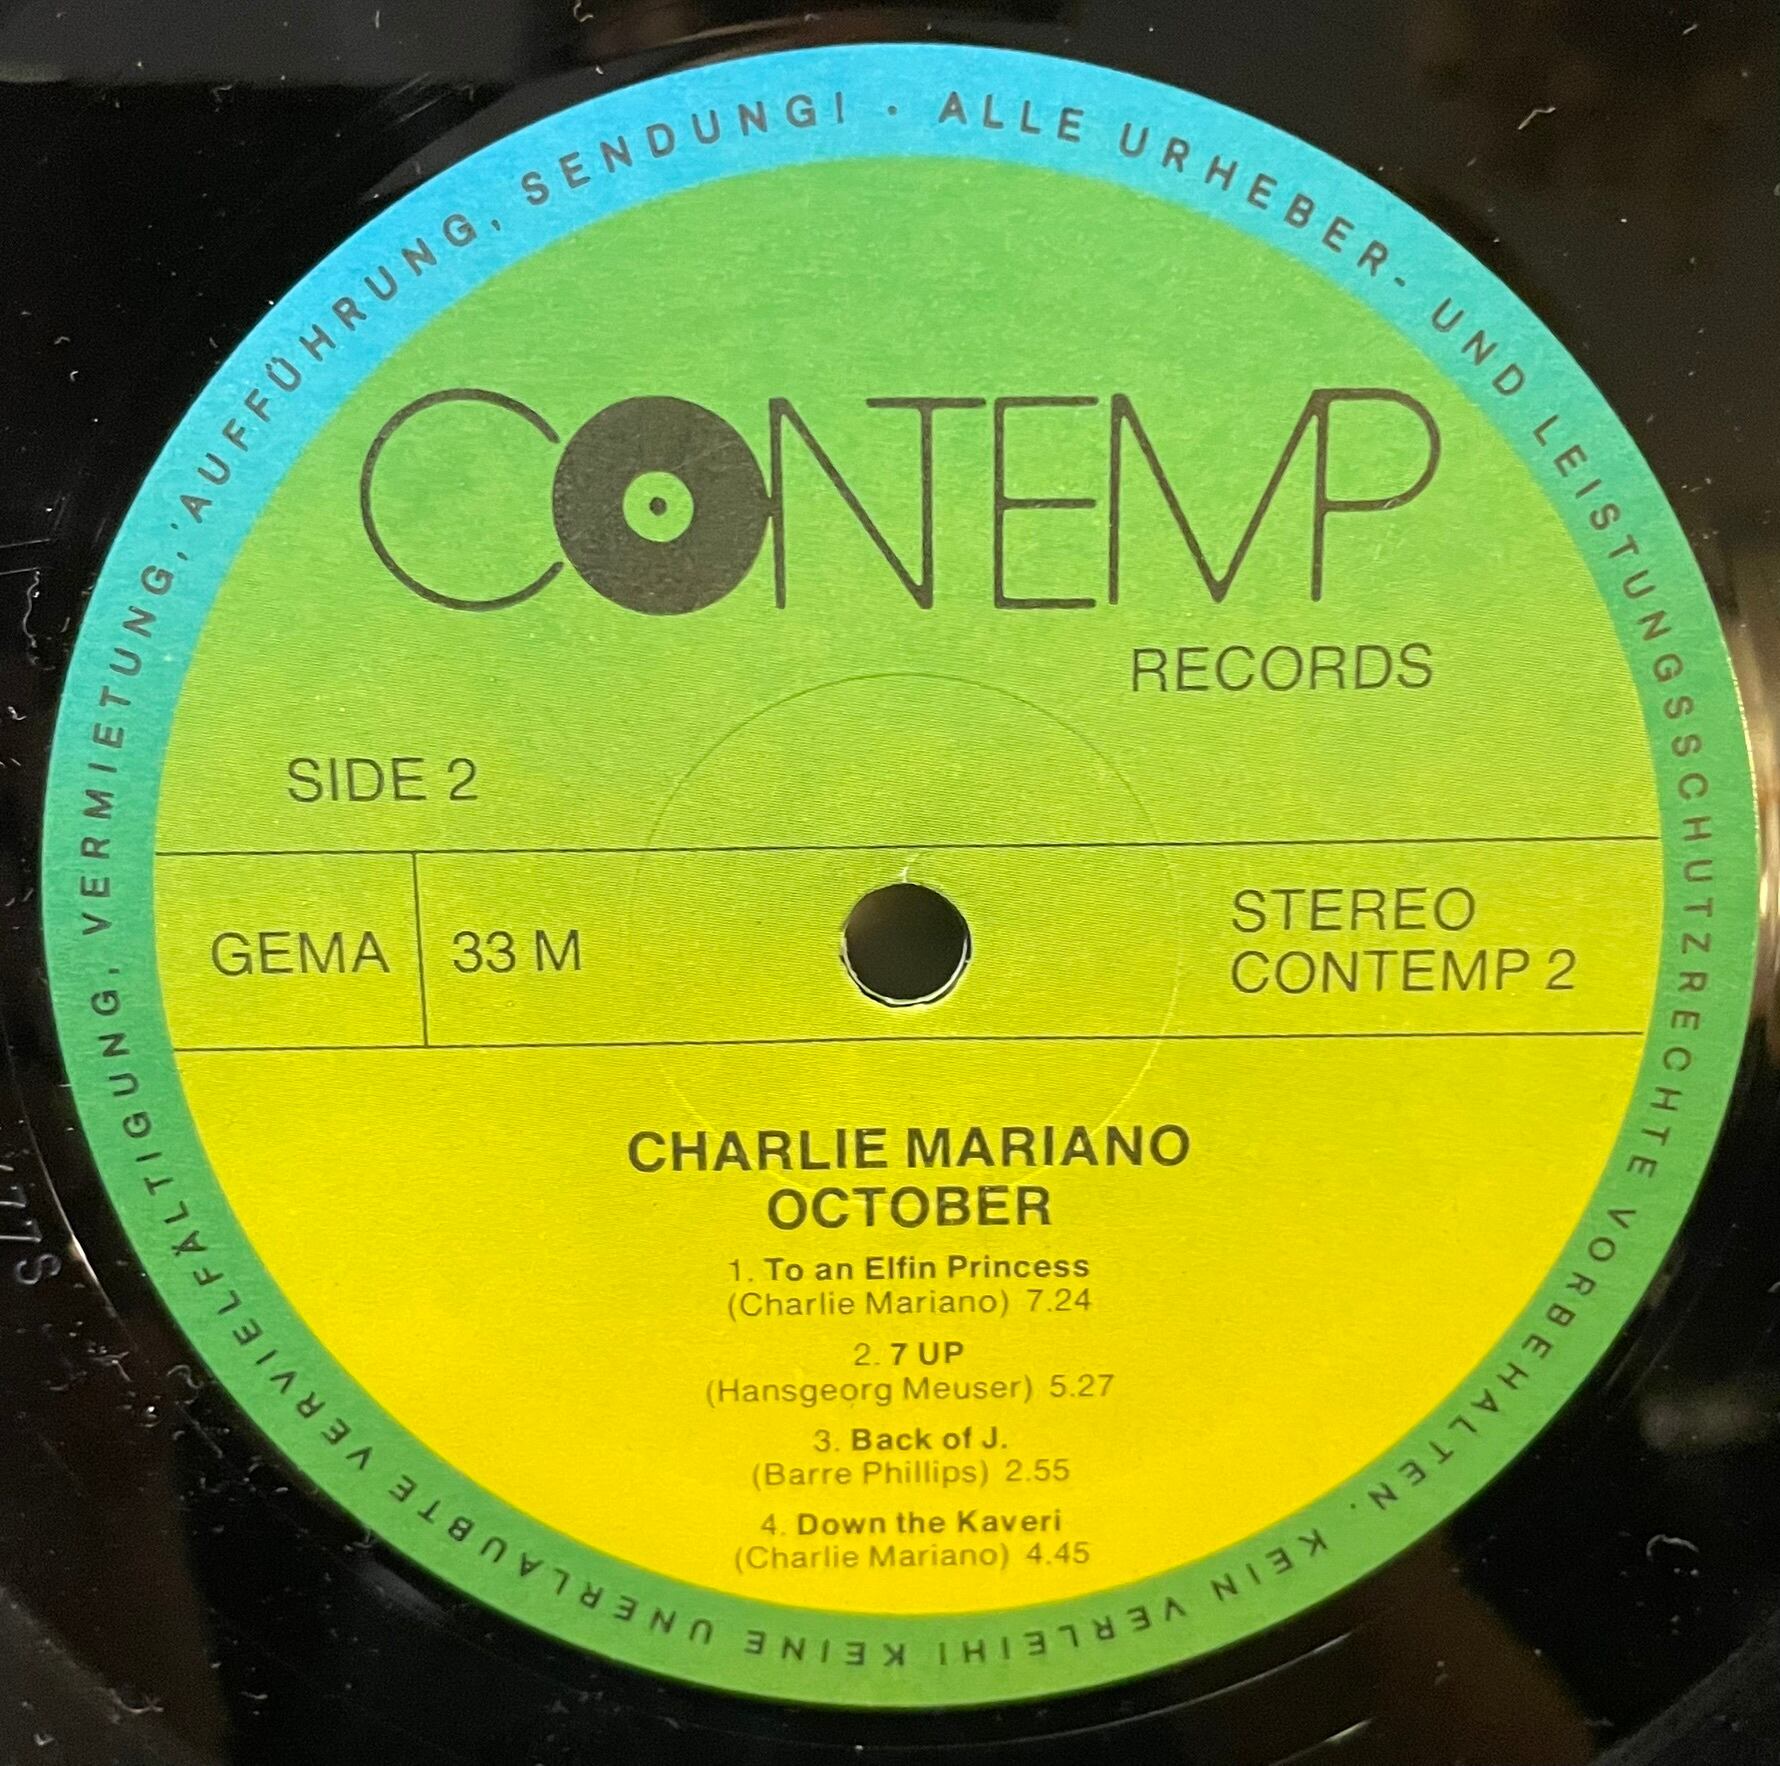 ALLE URHEBER- UND LEISTUNGSSCHUTZRECHTE VORBEHALTEN. KEIN VERLEIH! KEINE UNERLAUBTE VERVIELFÄLTIGUNG, VERMIETUNG, AUFFÜHRUNG, SENDUNG! ·
CONTEMP
RECORDS
SIDE 2
GEMA 33 M
STEREO
CONTEMP 2
CHARLIE MARIANO
OCTOBER
1. To an Elfin Princess
(Charlie Mariano) 7.24
2. 7 UP
(Hansgeorg Meuser) 5.27
3. Back of J.
(Barre Phillips) 2.55
4. Down the Kaveri
(Charlie Mariano) 4.45